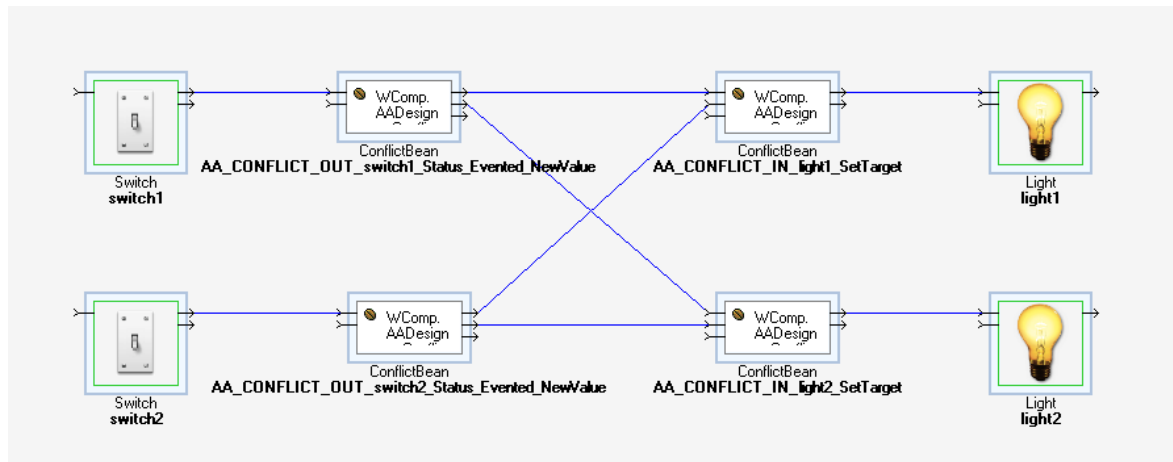 WComp.
AADesign
WComp.
AADesign
ConflictBean
ConflictBean
AA_CONFLICT_OUT_switch1_Status_Evented_NewValue
AA_CONFLICT_IN_light1_SetTarget
Switch
switch1
Light
light1
WComp.
AADesign
WComp.
AADesign
ConflictBean
ConflictBean
AA_CONFLICT_OUT_switch2_Status_Evented_NewValue
AA_CONFLICT_IN_light2_SetTarget
Switch
switch2
Light
light2